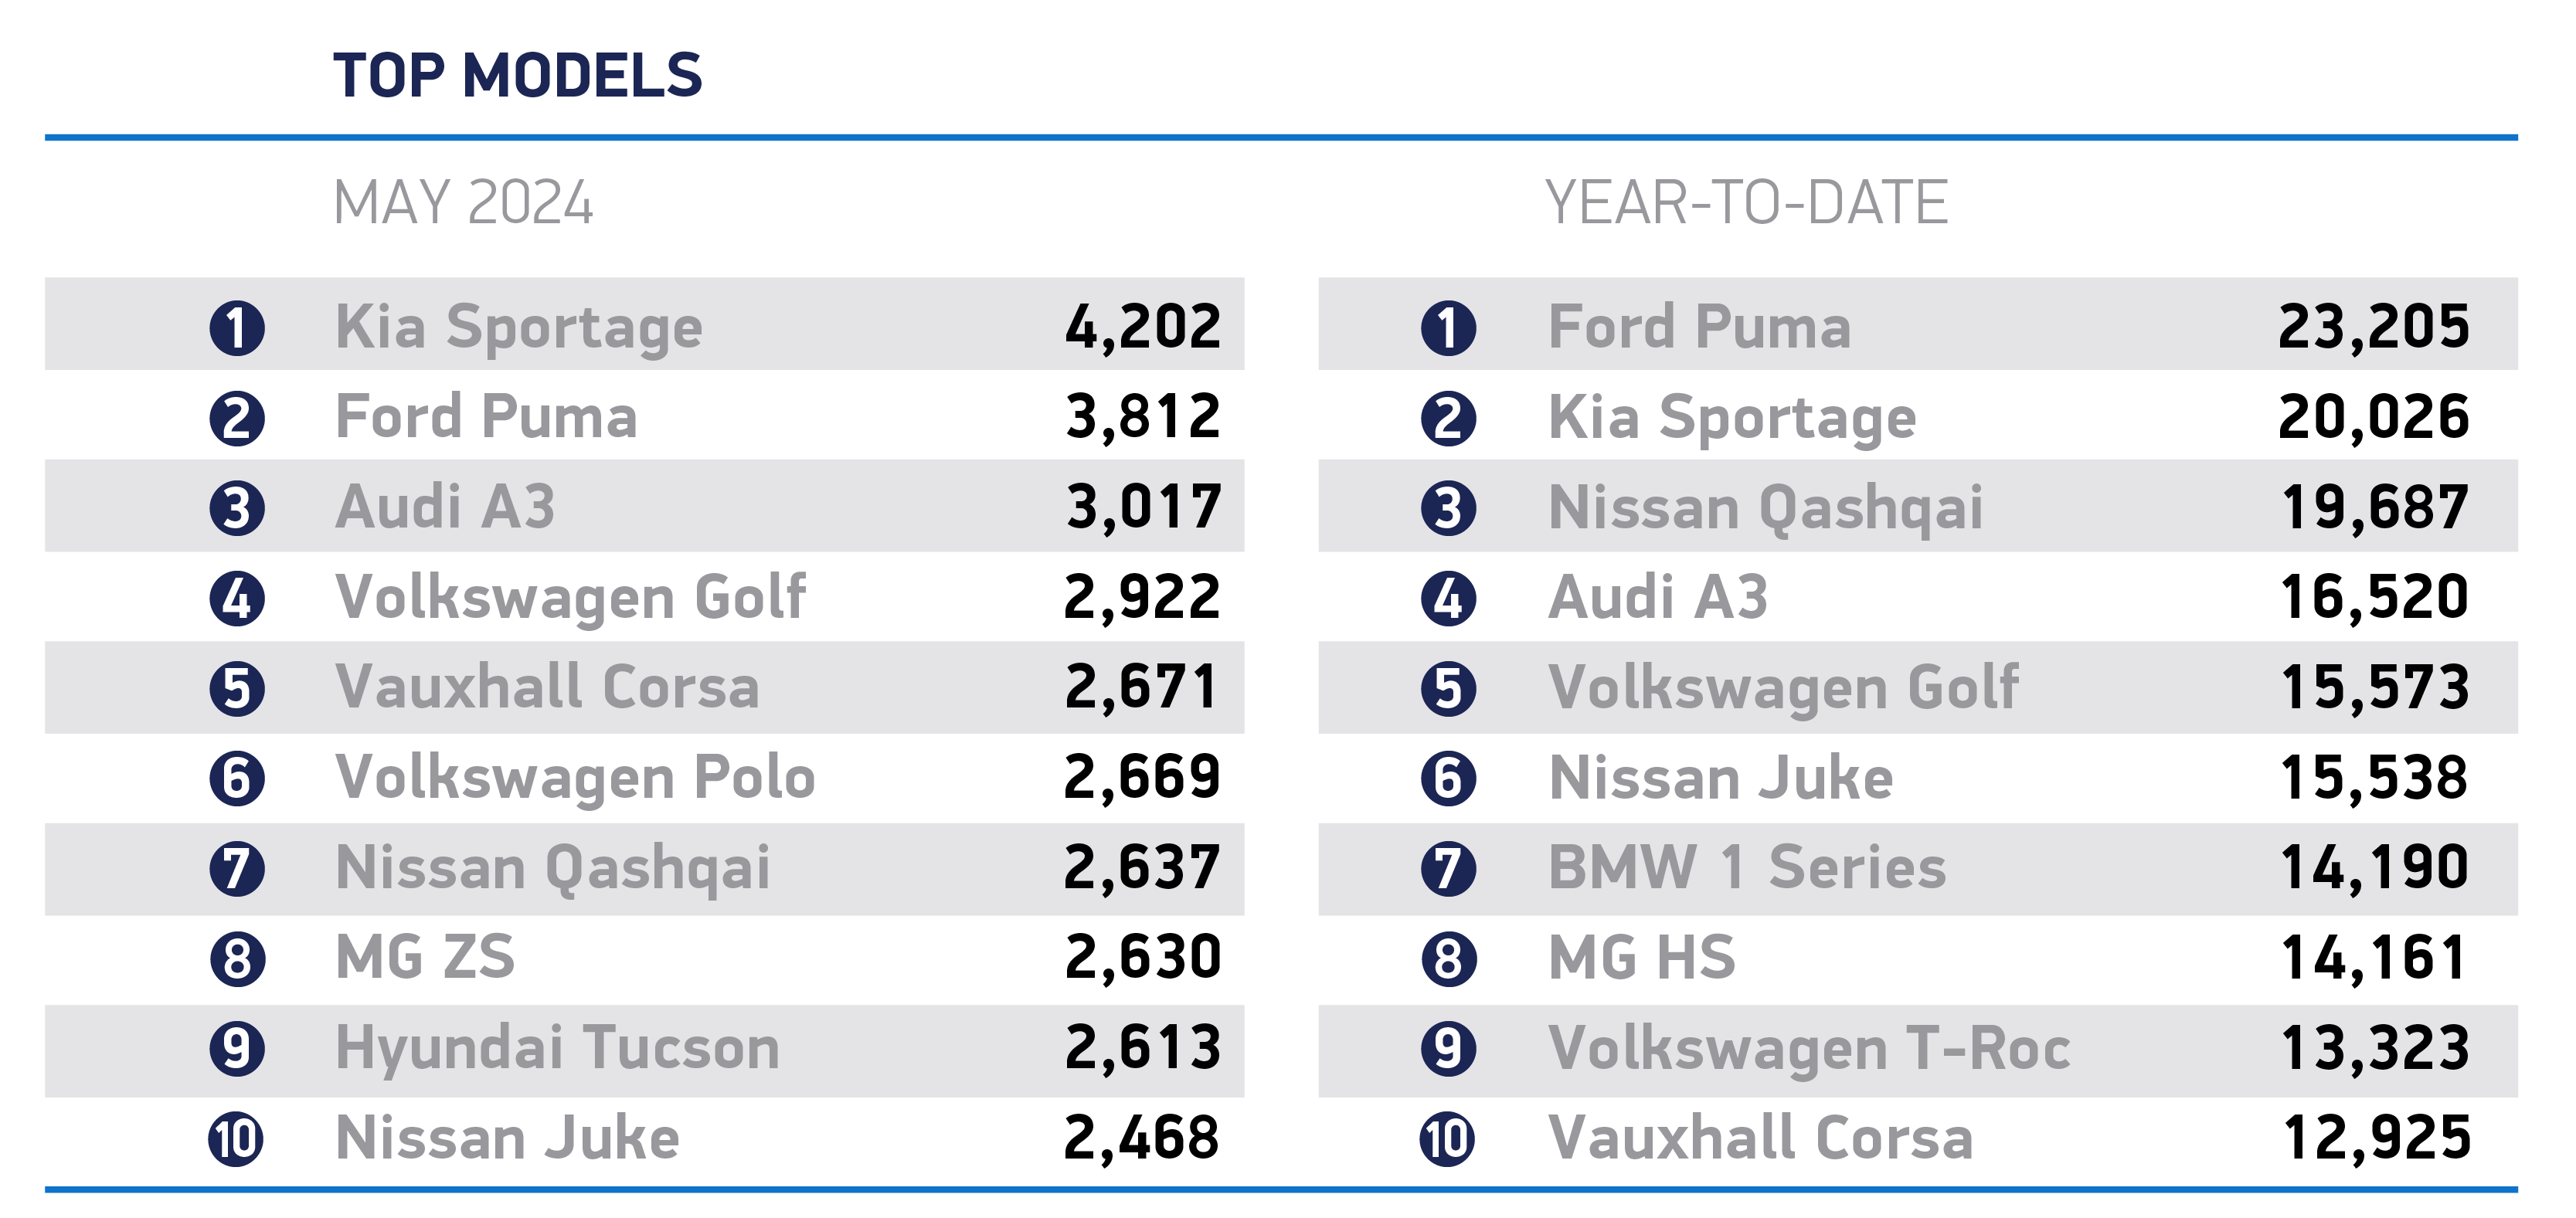 TOP MODELS
MAY 2024 YEAR-TO-DATE
1 Kia Sportage 4,202 1 Ford Puma 23,205
2 Ford Puma 3,812 2 Kia Sportage 20,026
3 Audi A3 3,017 3 Nissan Qashqai 19,687
4 Volkswagen Golf 2,922 4 Audi A3 16,520
5 Vauxhall Corsa 2,671 5 Volkswagen Golf 15,573
6 Volkswagen Polo 2,669 6 Nissan Juke 15,538
7 Nissan Qashqai 2,637 7 BMW 1 Series 14,190
8 MG ZS 2,630 8 MG HS 14,161
9 Hyundai Tucson 2,613 9 Volkswagen T-Roc 13,323
10 Nissan Juke 2,468 10 Vauxhall Corsa 12,925